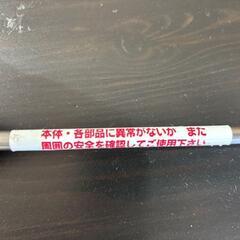 本体・各部品に異常がないか また
周囲の安全を確認してご使用下さい